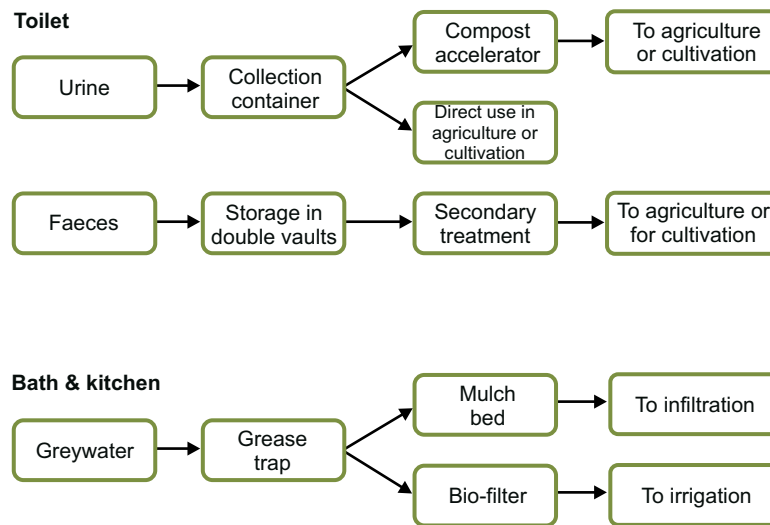 Toilet
Urine
Collection
container
Compost
accelerator
To agriculture
or cultivation
Direct use in
agriculture or
cultivation
Faeces
Storage in
double vaults
Secondary
treatment
To agriculture or
for cultivation
Bath & kitchen
Greywater
Grease
trap
Mulch
bed
To infiltration
Bio-filter
To irrigation